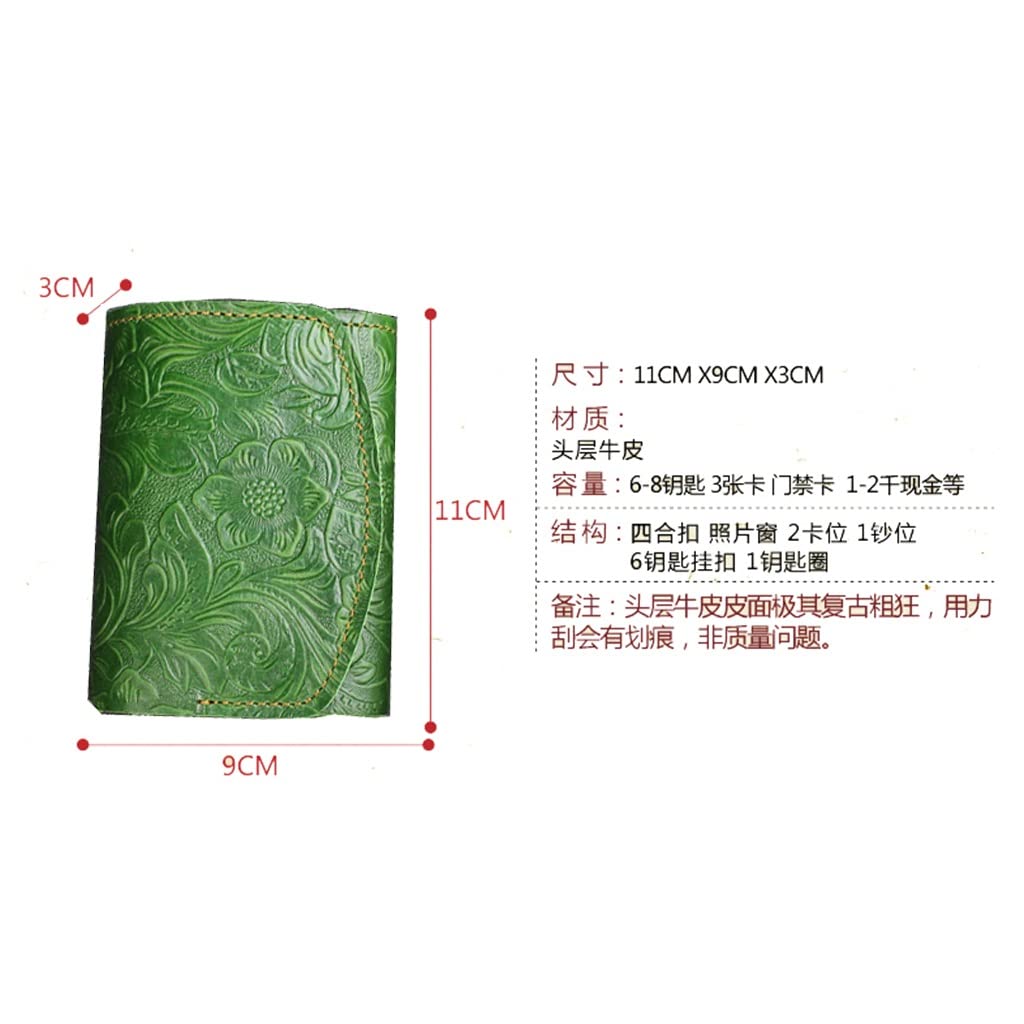 3CM
11CM
9CM
尺寸：11CM X9CM X3CM
材质：
头层牛皮
容量：6-8钥匙 3张卡 门禁卡 1-2千现金等
结构：四合扣 照片窗 2卡位 1钞位
6钥匙挂扣 1钥匙圈
备注：头层牛皮皮面极其复古粗狂，用力
刮会有划痕，非质量问题。